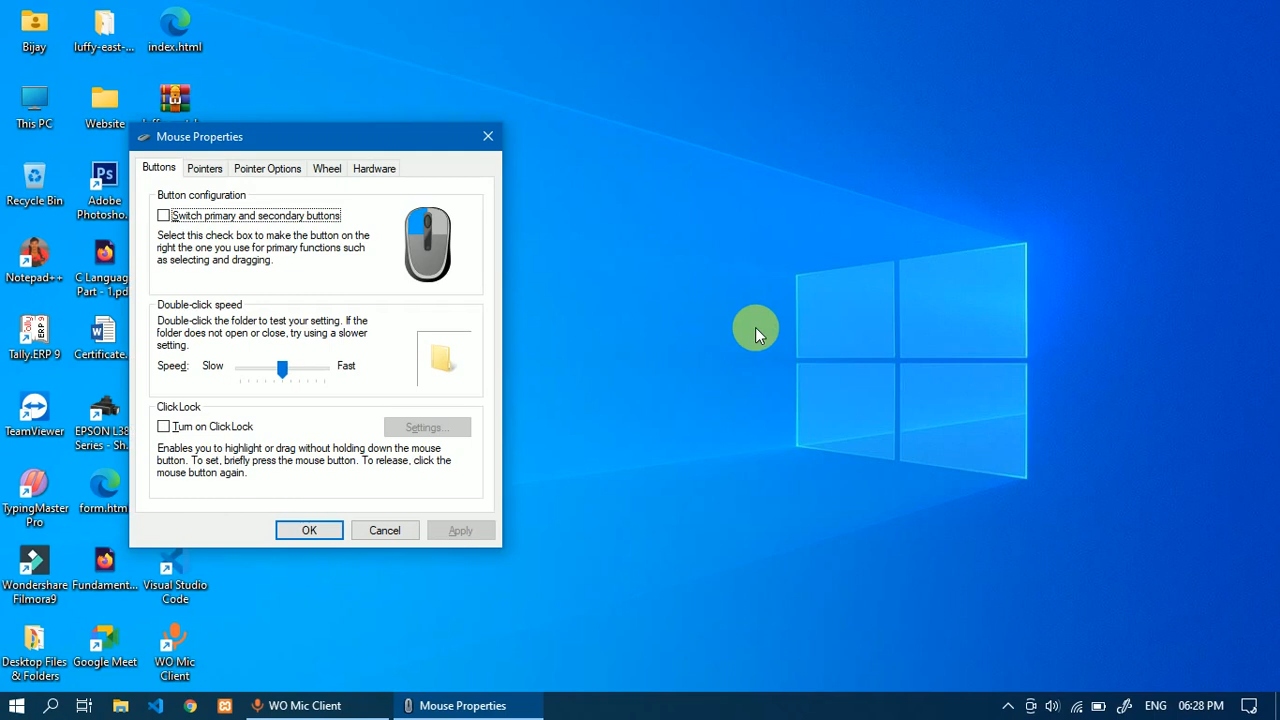 Bijay
luffy-east-...
index.html
This PC
Website
Recycle Bin
Adobe
Photosho...
Notepad++
C Languag
Part - 1.pd
Tally.ERP 9
Certificate.
TeamViewer
EPSON L38
Series - Sh.
TypingMaster
Pro
form.htm
Wondershare
Filmora9
Fundament...
Visual Studio
Code
Desktop Files
& Folders
Google Meet
WO Mic
Client
Mouse Properties
Buttons
Pointers
Pointer Options
Wheel
Hardware
Button configuration
Switch primary and secondary buttons
Select this check box to make the button on the
right the one you use for primary functions such
as selecting and dragging.
Double-click speed
Double-click the folder to test your setting. If the
folder does not open or close, try using a slower
setting.
Speed:
Slow
Fast
ClickLock
Turn on ClickLock
Settings...
Enables you to highlight or drag without holding down the mouse
button. To set, briefly press the mouse button. To release, click the
mouse button again.
OK
Cancel
Apply
WO Mic Client
Mouse Properties
ENG
06:28 PM